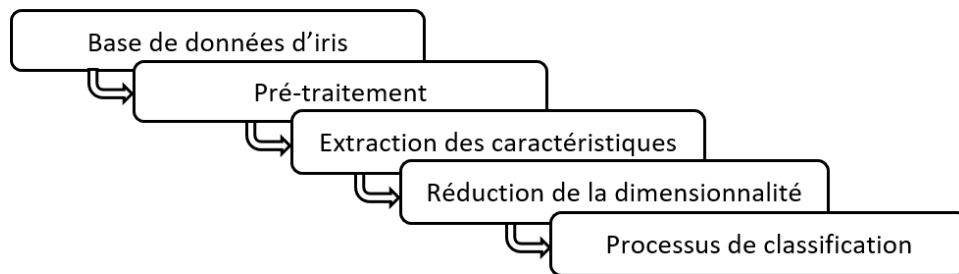 Base de données d’iris
Pré-traitement
Extraction des caractéristiques
Réduction de la dimensionnalité
Processus de classification